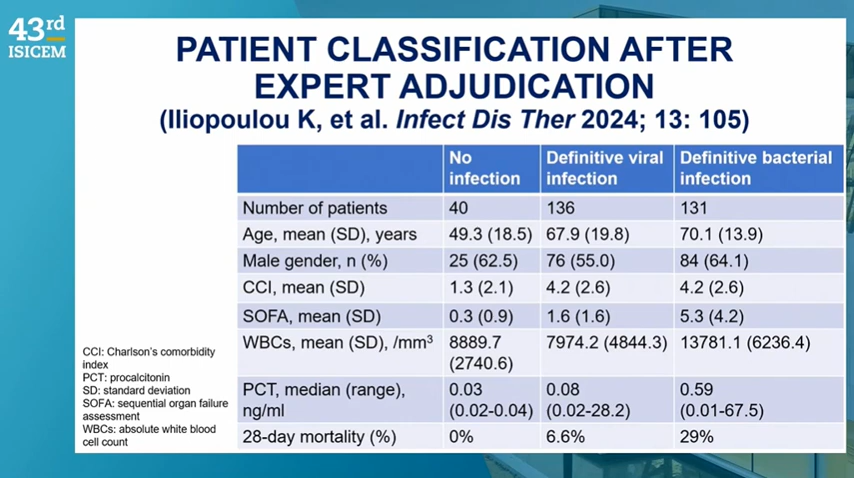 43rd
ISICEM
PATIENT CLASSIFICATION AFTER
EXPERT ADJUDICATION
(Iliopoulou K, et al. Infect Dis Ther 2024; 13: 105)
No infection Definitive viral infection Definitive bacterial infection
Number of patients 40 136 131
Age, mean (SD), years 49.3 (18.5) 67.9 (19.8) 70.1 (13.9)
Male gender, n (%) 25 (62.5) 76 (55.0) 84 (64.1)
CCI, mean (SD) 1.3 (2.1) 4.2 (2.6) 4.2 (2.6)
SOFA, mean (SD) 0.3 (0.9) 1.6 (1.6) 5.3 (4.2)
WBCs, mean (SD), /mm³ 8889.7 (2740.6) 7974.2 (4844.3) 13781.1 (6236.4)
PCT, median (range), ng/ml 0.03 (0.02-0.04) 0.08 (0.02-28.2) 0.59 (0.01-67.5)
28-day mortality (%) 0% 6.6% 29%
CCI: Charlson's comorbidity
index
PCT: procalcitonin
SD: standard deviation
SOFA: sequential organ failure
assessment
WBCs: absolute white blood
cell count